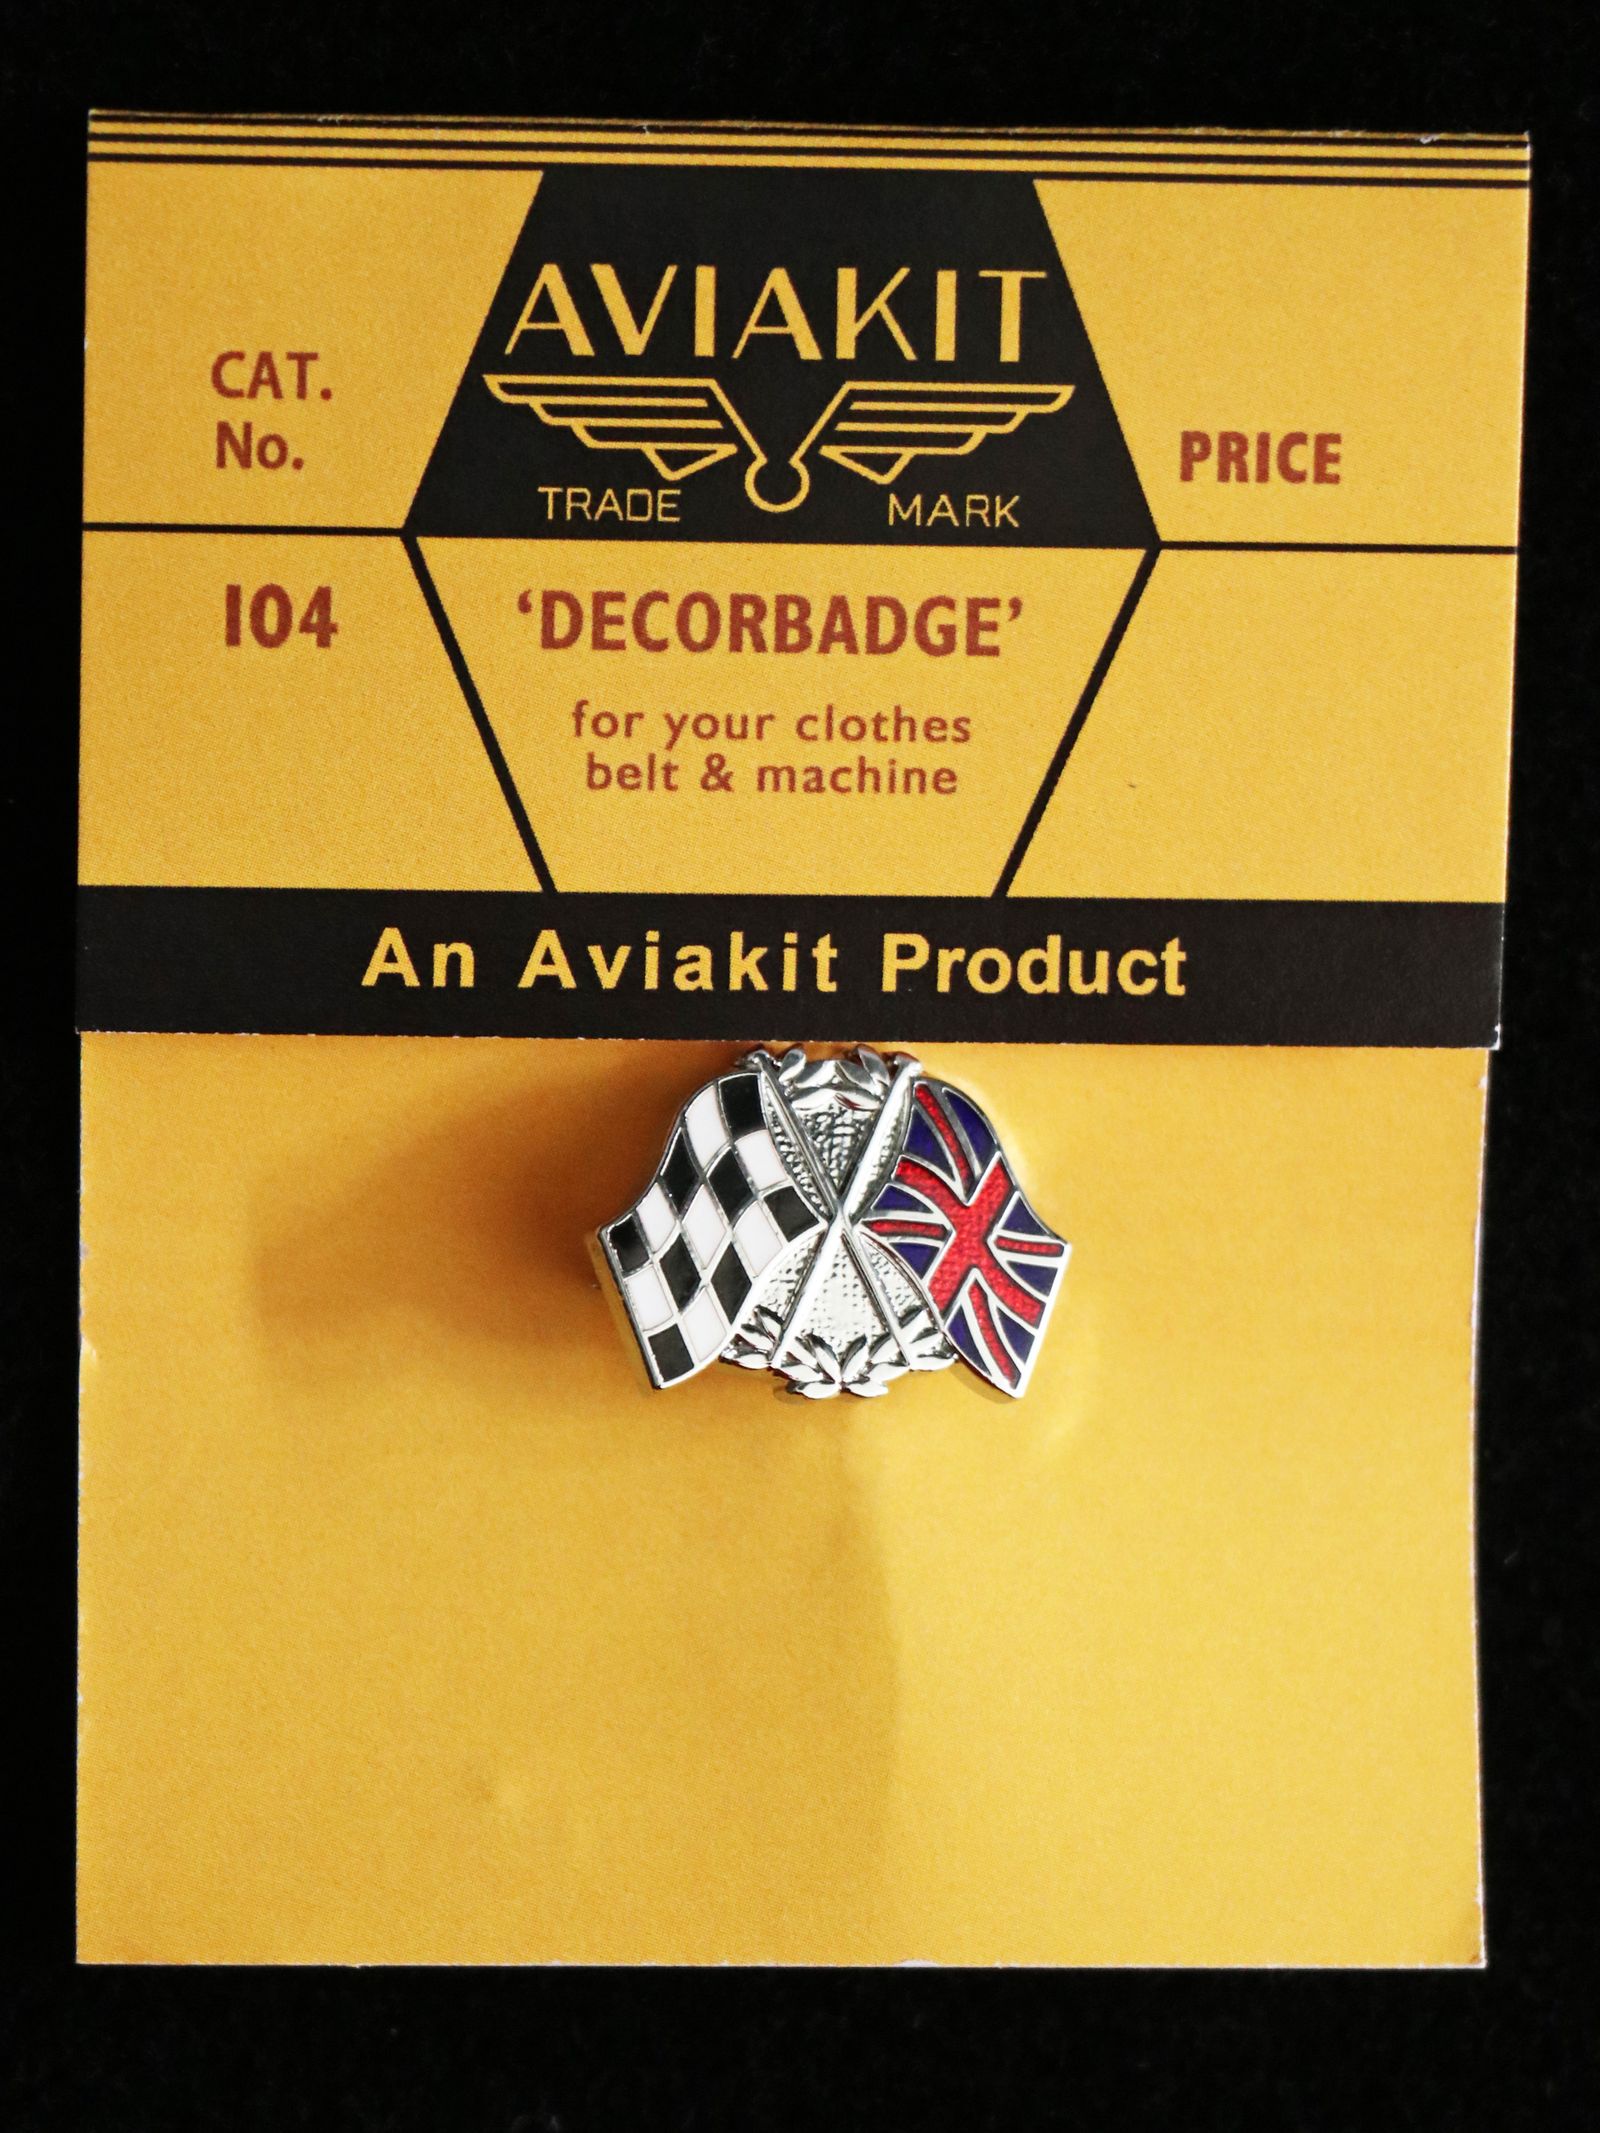 AVIAKIT
TRADE MARK
CAT.
No.
PRICE
104
'DECORBADGE'
for your clothes
belt & machine
An Aviakit Product